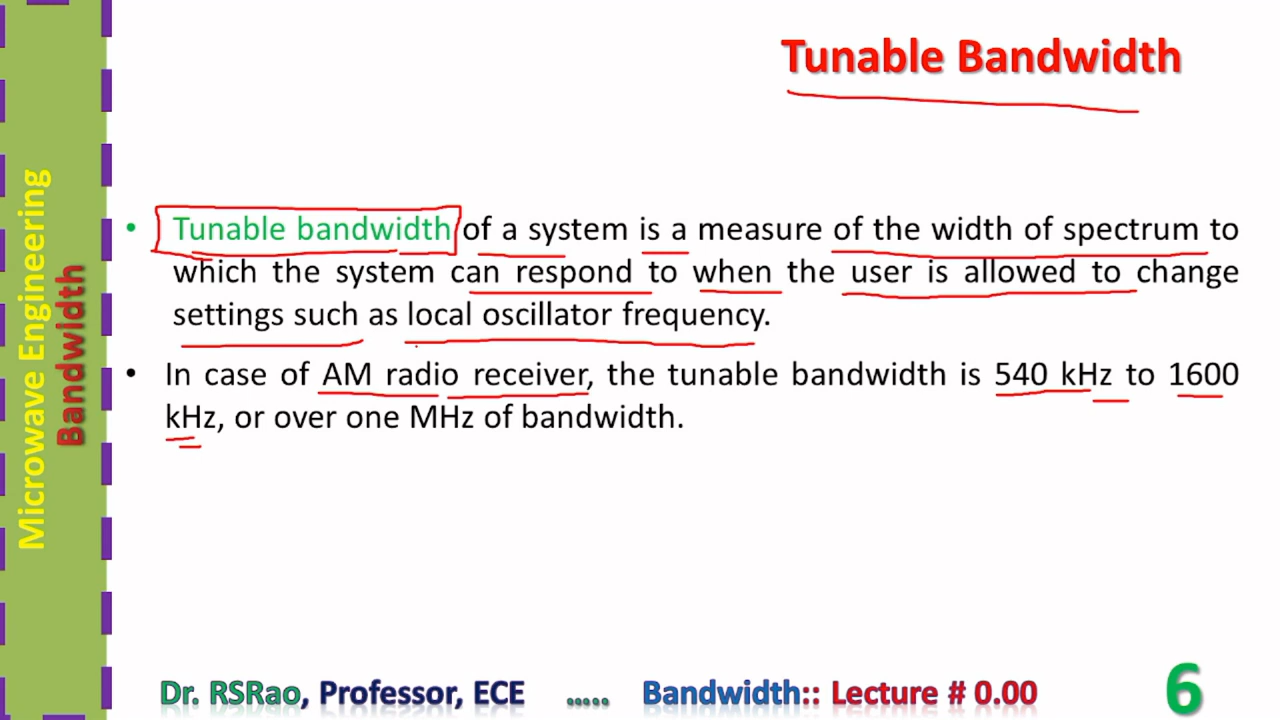 Tunable Bandwidth
Microwave Engineering
Bandwidth
• Tunable bandwidth of a system is a measure of the width of spectrum to
which the system can respond to when the user is allowed to change
settings such as local oscillator frequency.
• In case of AM radio receiver, the tunable bandwidth is 540 kHz to 1600
kHz, or over one MHz of bandwidth.
Dr. RSRao, Professor, ECE ..... Bandwidth:: Lecture # 0.00 6